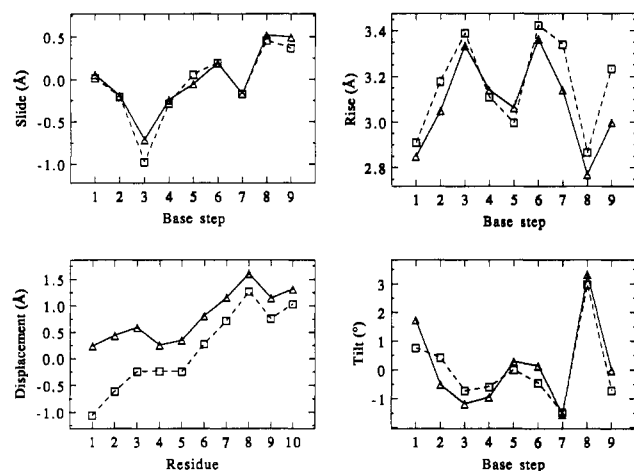 Slide (Å)
0.5
0.0
-0.5
-1.0
1 2 3 4 5 6 7 8 9
Base step
Rise (Å)
3.4
3.2
3.0
2.8
1 2 3 4 5 6 7 8 9
Base step
Displacement (Å)
1.5
1.0
0.5
0.0
-0.5
-1.0
1 2 3 4 5 6 7 8 9 10
Residue
Tilt (°)
3
2
1
0
-1
1 2 3 4 5 6 7 8 9
Base step